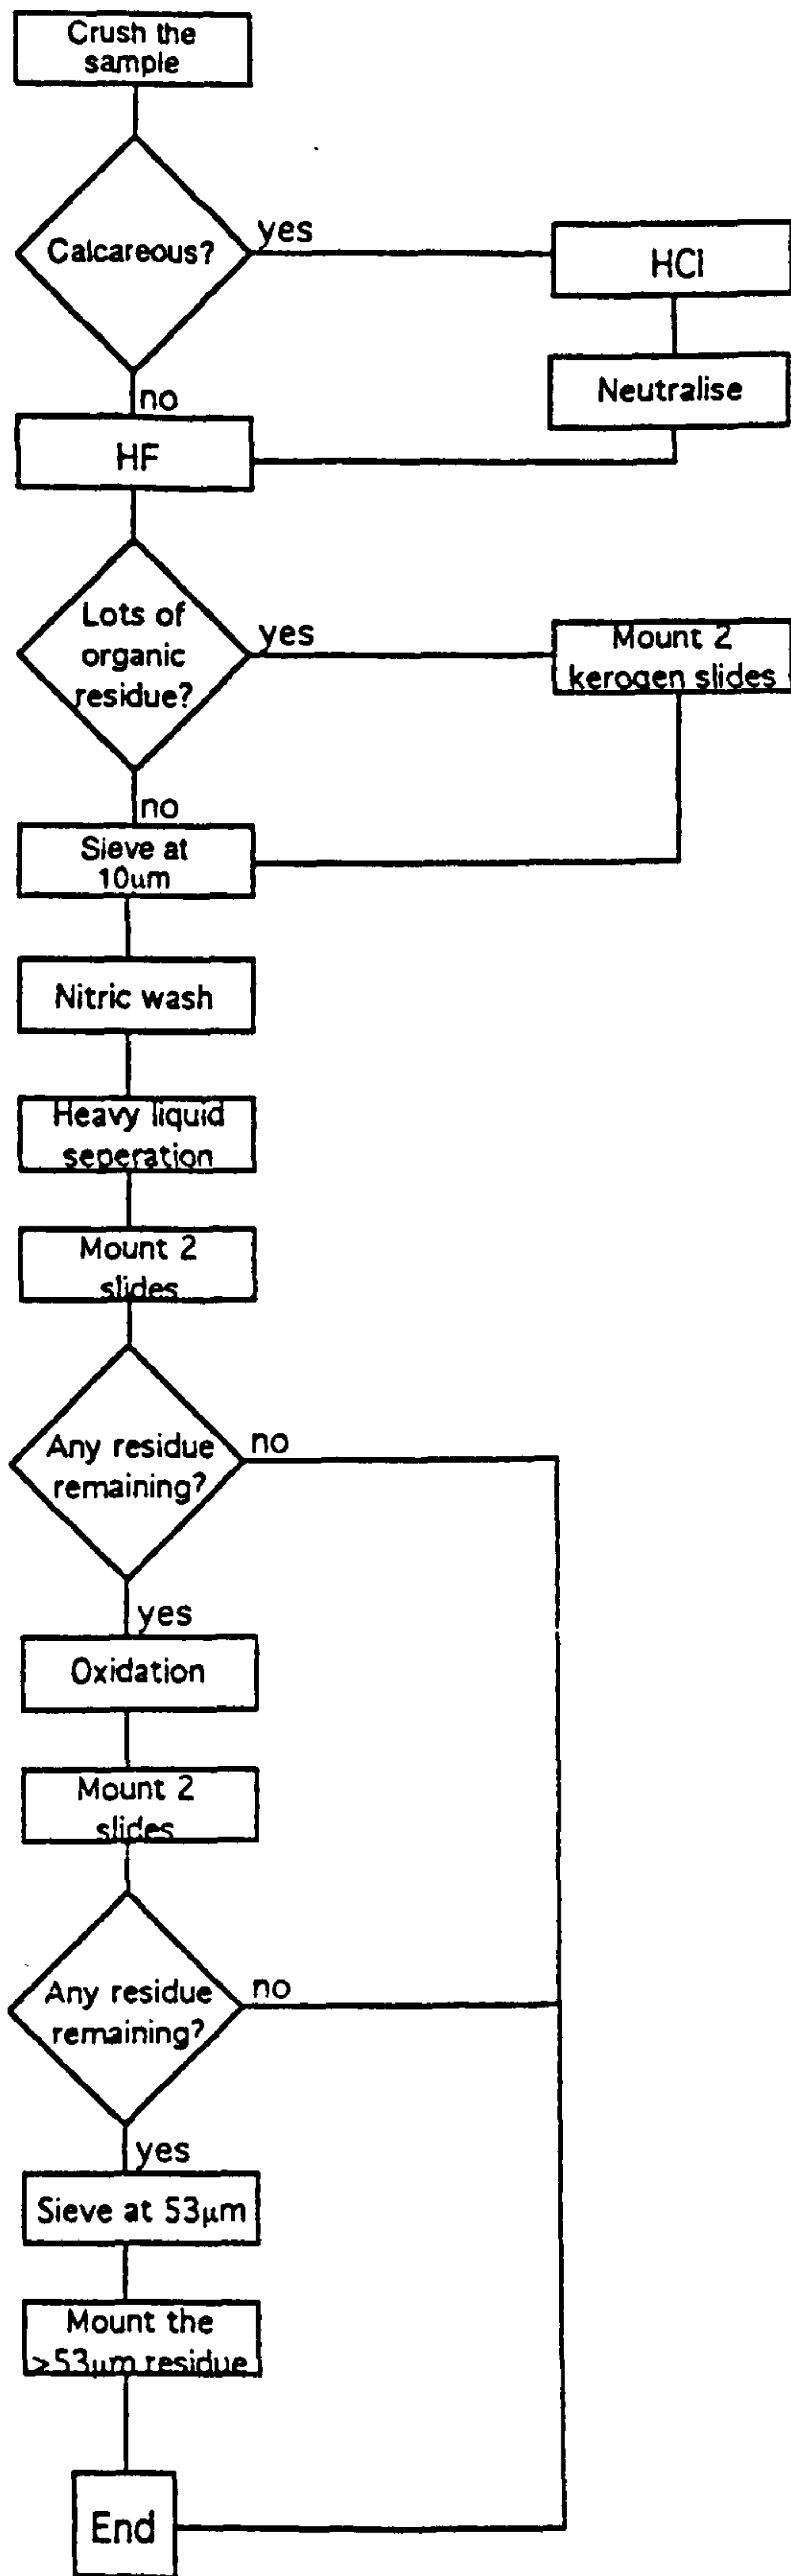 Crush the
sample
Calcareous?
yes
HCl
Neutralise
no
HF
Lots of
organic
residue?
yes
Mount 2
kerogen slides
no
Sieve at
10um
Nitric wash
Heavy liquid
seperation
Mount 2
slides
Any residue
remaining?
no
yes
Oxidation
Mount 2
slides
Any residue
remaining?
no
yes
Sieve at 53µm
Mount the
>53µm residue
End